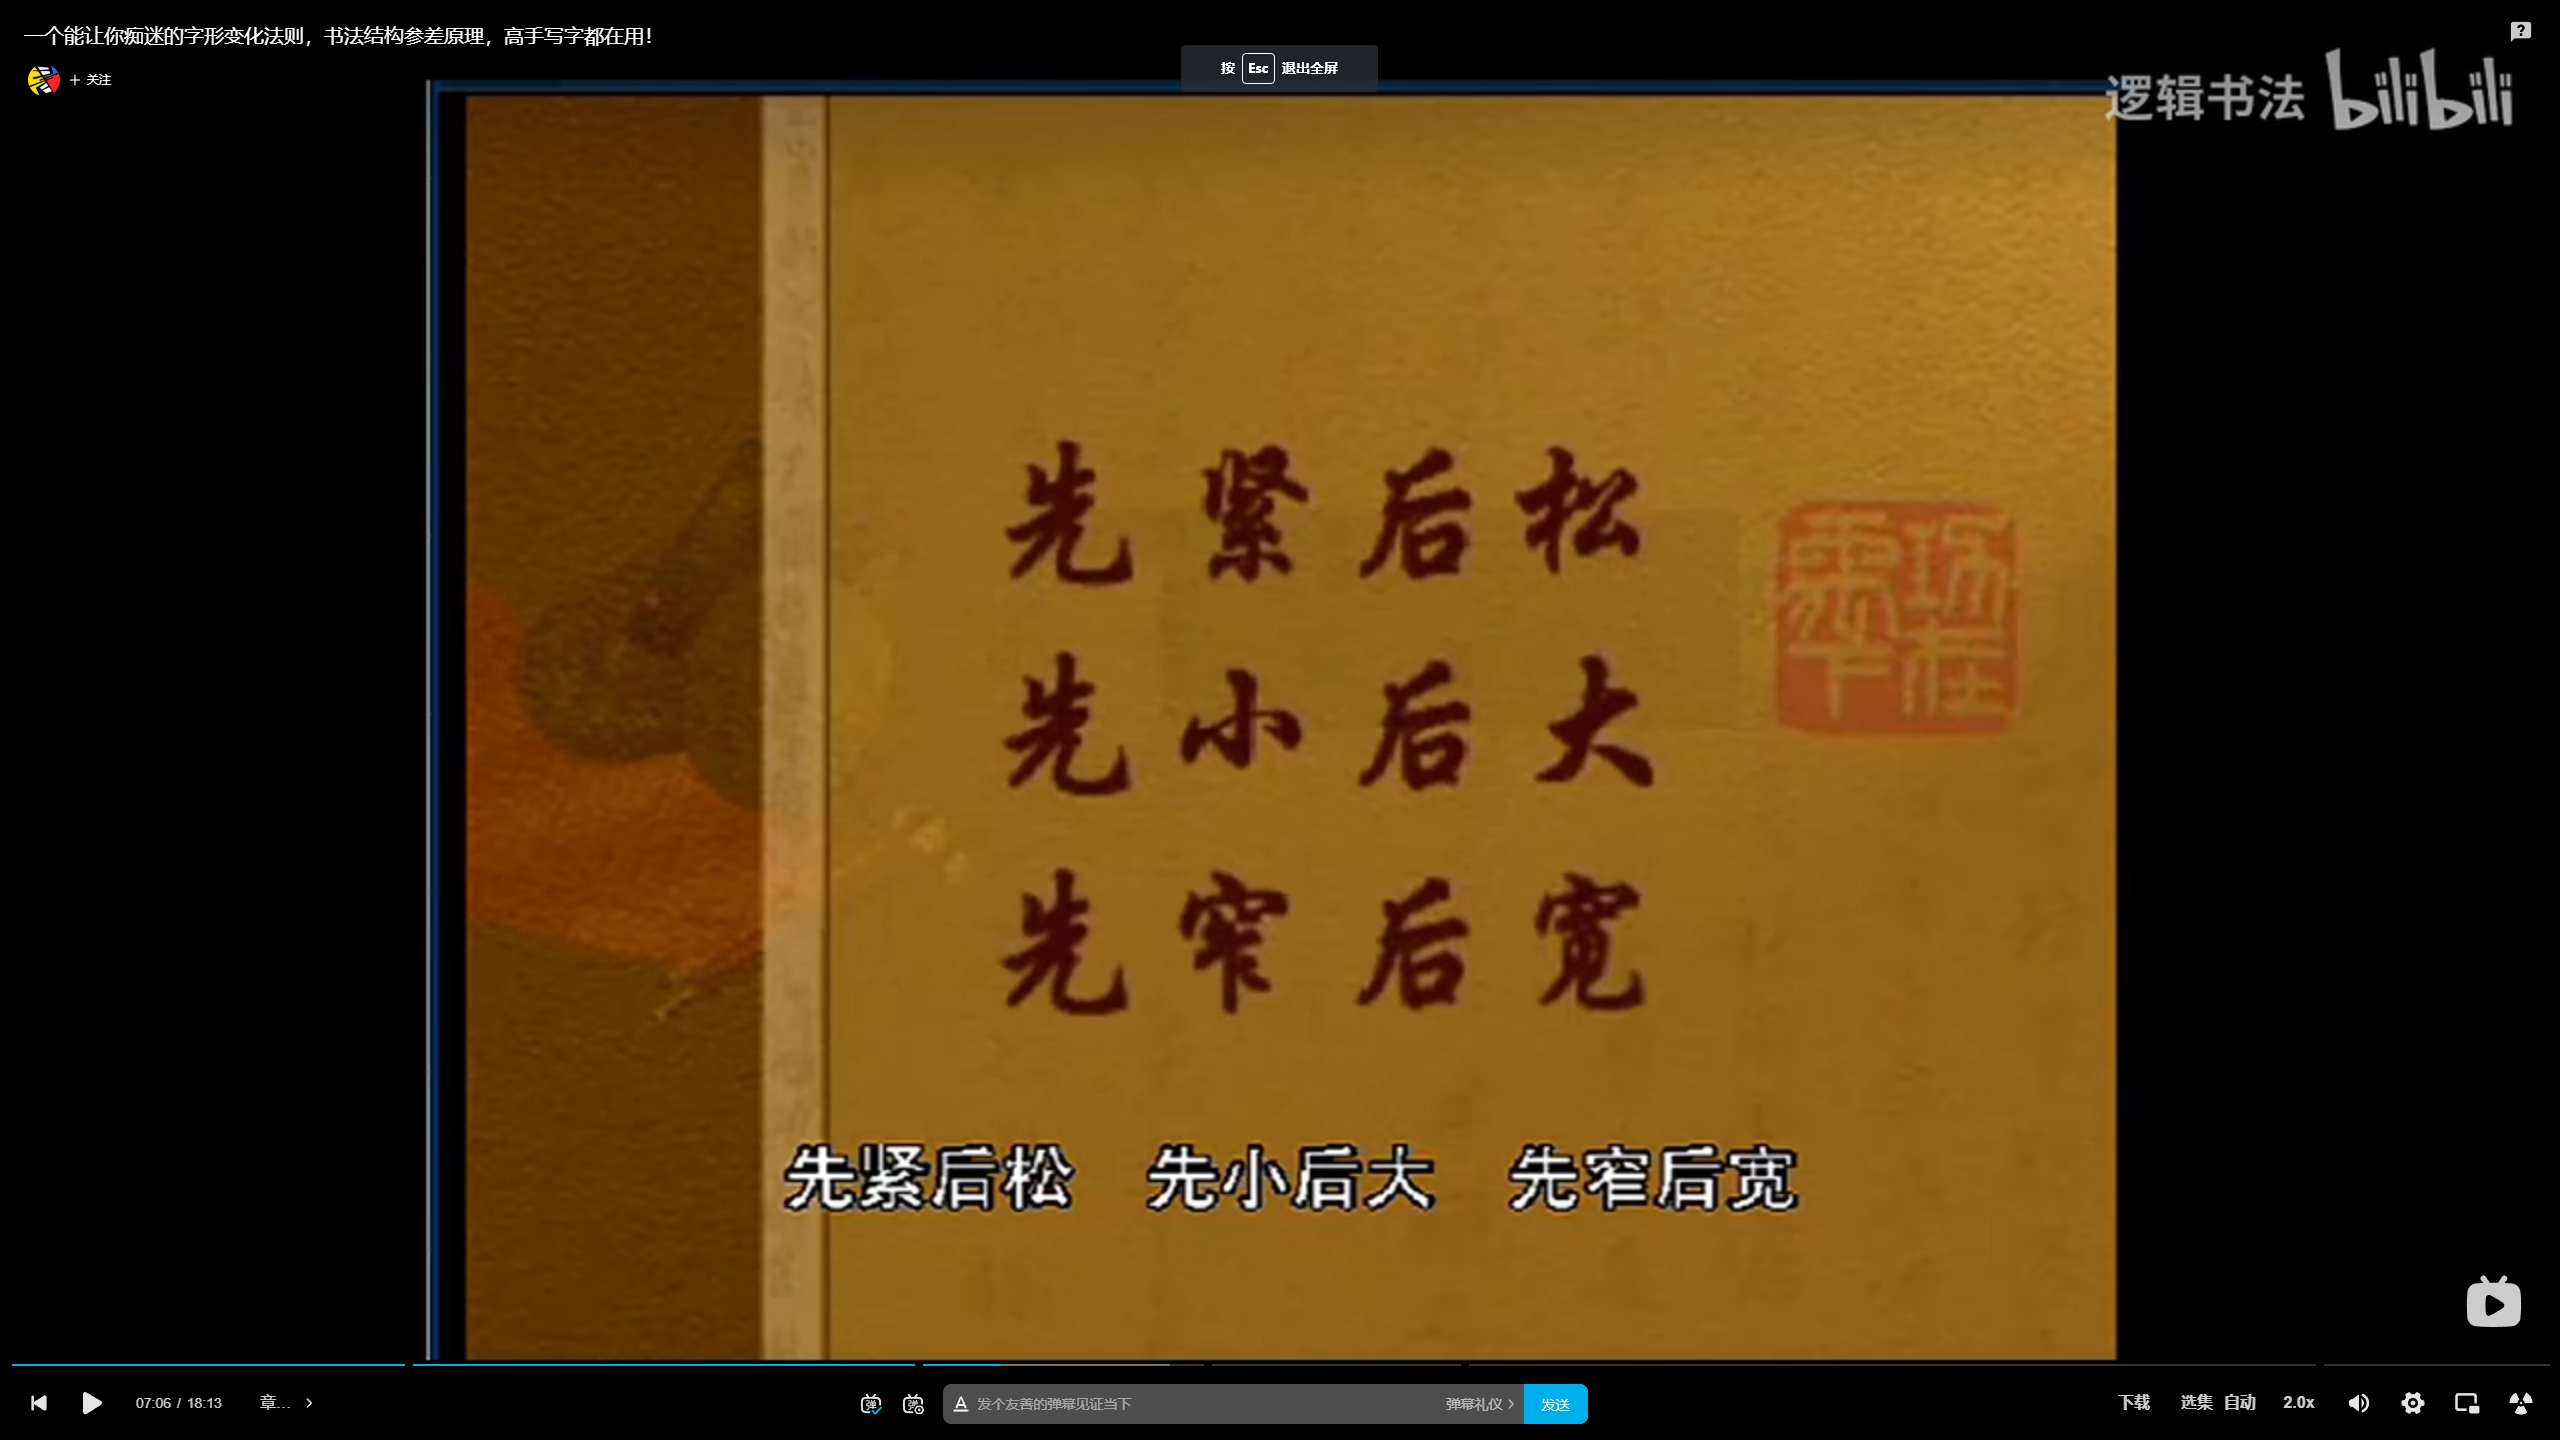 一个能让你痴迷的字形变化法则，书法结构参差原理，高手写字都在用！
+ 关注
按 Esc 退出全屏
逻辑书法 bilibili
先紧后松
先小后大
先窄后宽
先紧后松 先小后大 先窄后宽
07:06 / 18:13 章... >
发个友善的弹幕见证当下 弹幕礼仪 > 发送
下载 选集 自动 2.0x